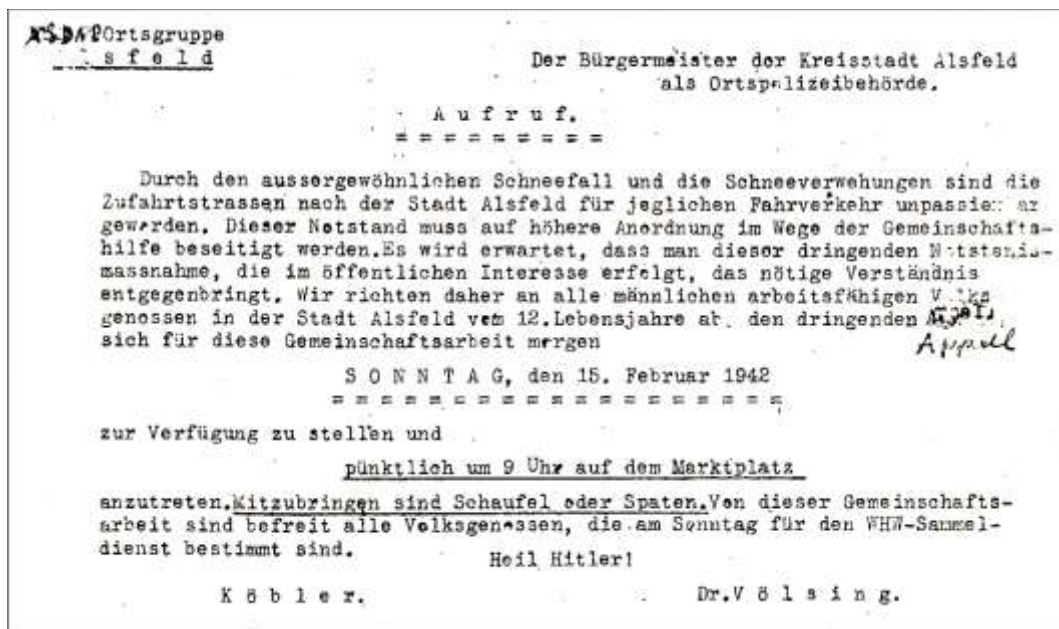 NSDAP Ortsgruppe
Alsfeld
Der Bürgermeister der Kreisstadt Alsfeld
als Ortspolizeibehörde.
A u f r u f.
= = = = = = = = =
Durch den aussergewöhnlichen Schneefall und die Schneeverwehungen sind die
Zufahrtstrassen nach der Stadt Alsfeld für jeglichen Fahrverkehr unpassierbar
geworden. Dieser Notstand muss auf höhere Anordnung im Wege der Gemeinschafts-
hilfe beseitigt werden.Es wird erwartet, dass man dieser dringenden Notstands-
massnahme, die im öffentlichen Interesse erfolgt, das nötige Verständnis
entgegenbringt. Wir richten daher an alle männlichen arbeitsfähigen Volks
genossen in der Stadt Alsfeld vom 12.Lebensjahre ab. den dringenden
sich für diese Gemeinschaftsarbeit morgen Appell
S O N N T A G, den 15. Februar 1942
= = = = = = = = = = = = = = = = = = =
zur Verfügung zu stellen und
pünktlich um 9 Uhr auf dem Marktplatz
anzutreten.Mitzubringen sind Schaufel oder Spaten.Von dieser Gemeinschafts-
arbeit sind befreit alle Volksgenossen, die am Sonntag für den WHW-Sammel-
dienst bestimmt sind.
Heil Hitler!
K ö b l e r. Dr.V ö l s i n g.